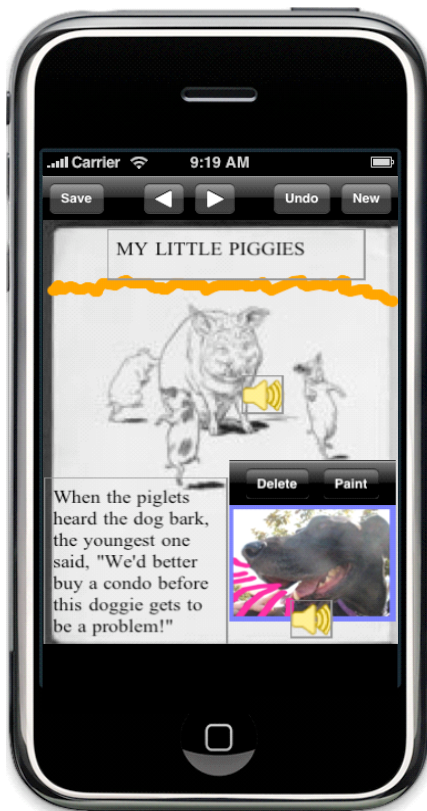 Carrier 9:19 AM
Save Undo New
MY LITTLE PIGGIES
Delete Paint
When the piglets
heard the dog bark,
the youngest one
said, "We'd better
buy a condo before
this doggie gets to
be a problem!"